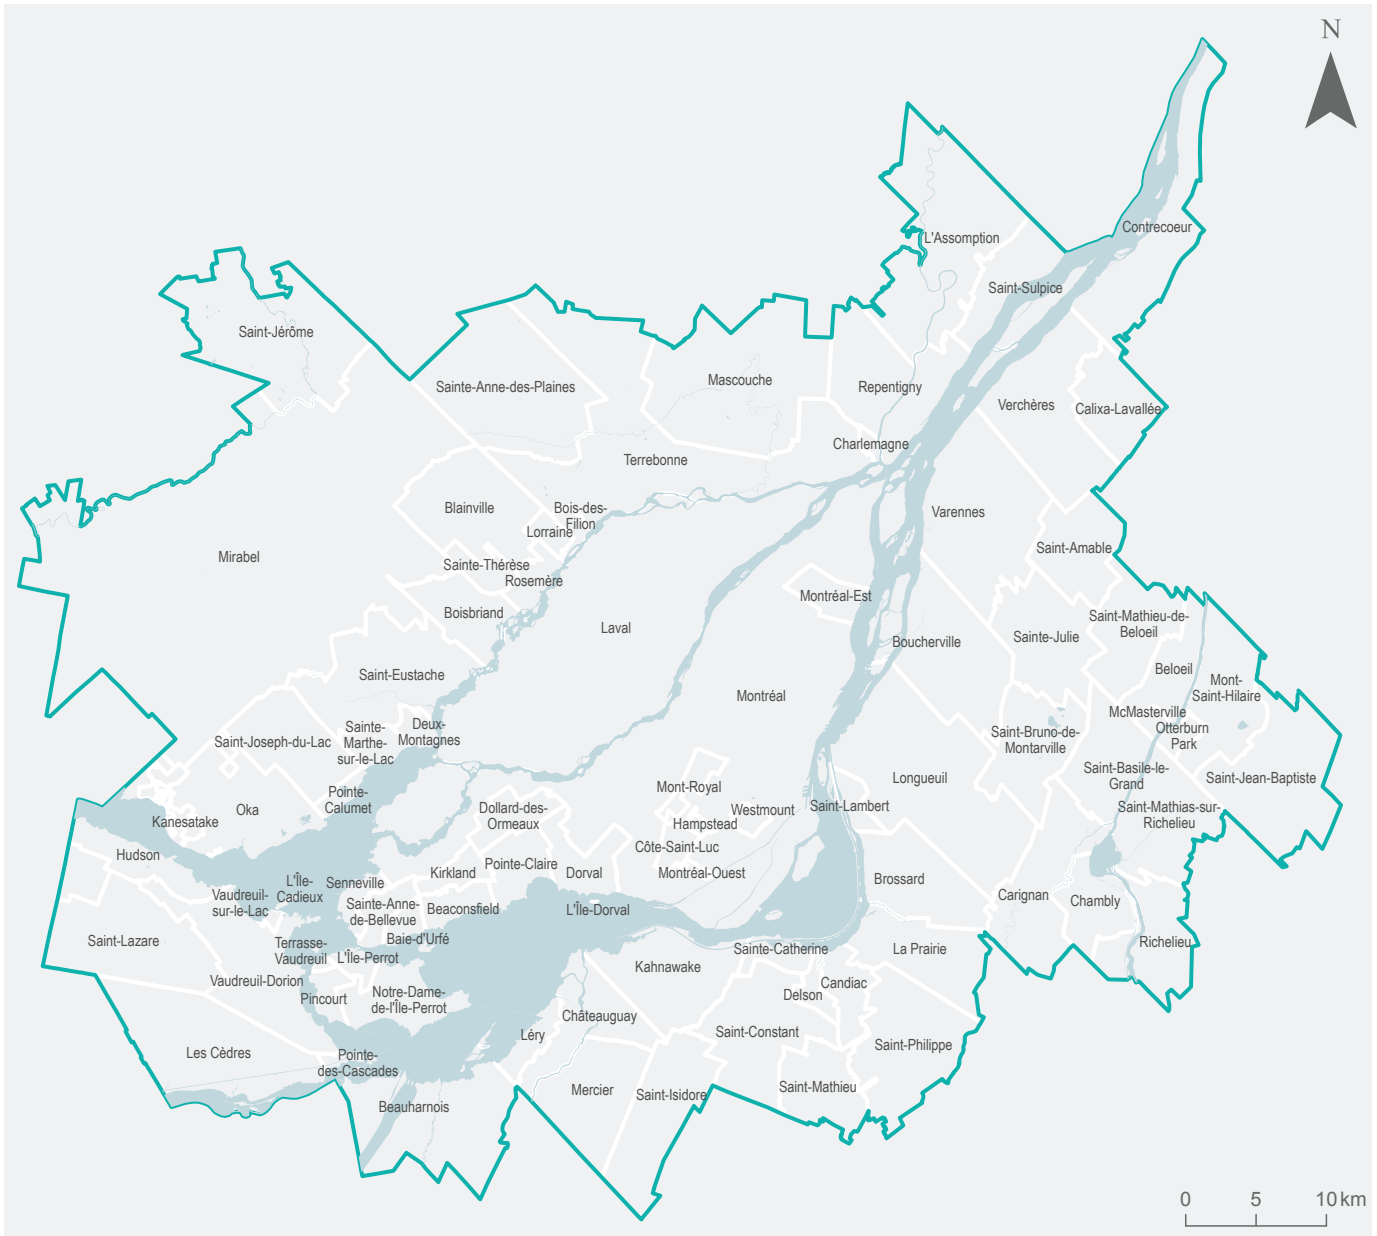 N
Contrecoeur
L'Assomption
Saint-Sulpice
Saint-Jérôme
Sainte-Anne-des-Plaines
Mascouche
Repentigny
Verchères
Calixa-Lavallée
Charlemagne
Terrebonne
Blainville
Bois-des-
Filion
Lorraine
Varennes
Saint-Amable
Mirabel
Sainte-Thérèse
Rosemère
Montréal-Est
Boisbriand
Laval
Saint-Mathieu-de-
Beloeil
Sainte-Julie
Boucherville
Saint-Eustache
Beloeil
Mont-
Saint-Hilaire
Montréal
McMasterville
Otterburn
Park
Deux-
Montagnes
Sainte-
Marthe-
sur-le-Lac
Saint-Joseph-du-Lac
Saint-Bruno-de-
Montarville
Saint-Basile-le-
Grand
Saint-Jean-Baptiste
Longueuil
Mont-Royal
Pointe-
Calumet
Oka
Kanesatake
Dollard-des-
Ormeaux
Westmount
Hampstead
Saint-Lambert
Saint-Mathias-sur-
Richelieu
Côte-Saint-Luc
Hudson
Kirkland
Pointe-Claire
Dorval
Montréal-Ouest
Brossard
L'Île-
Cadieux
Senneville
Vaudreuil-
sur-le-Lac
Sainte-Anne-
de-Bellevue
Beaconsfield
L'Île-Dorval
Carignan
Chambly
Saint-Lazare
Terrasse-
Vaudreuil
Baie-d'Urfé
L'Île-Perrot
Sainte-Catherine
La Prairie
Richelieu
Kahnawake
Vaudreuil-Dorion
Pincourt
Notre-Dame-
de-l'Île-Perrot
Candiac
Delson
Châteauguay
Léry
Saint-Constant
Saint-Philippe
Les Cèdres
Pointe-
des-Cascades
Mercier
Saint-Isidore
Saint-Mathieu
Beauharnois
0 5 10 km